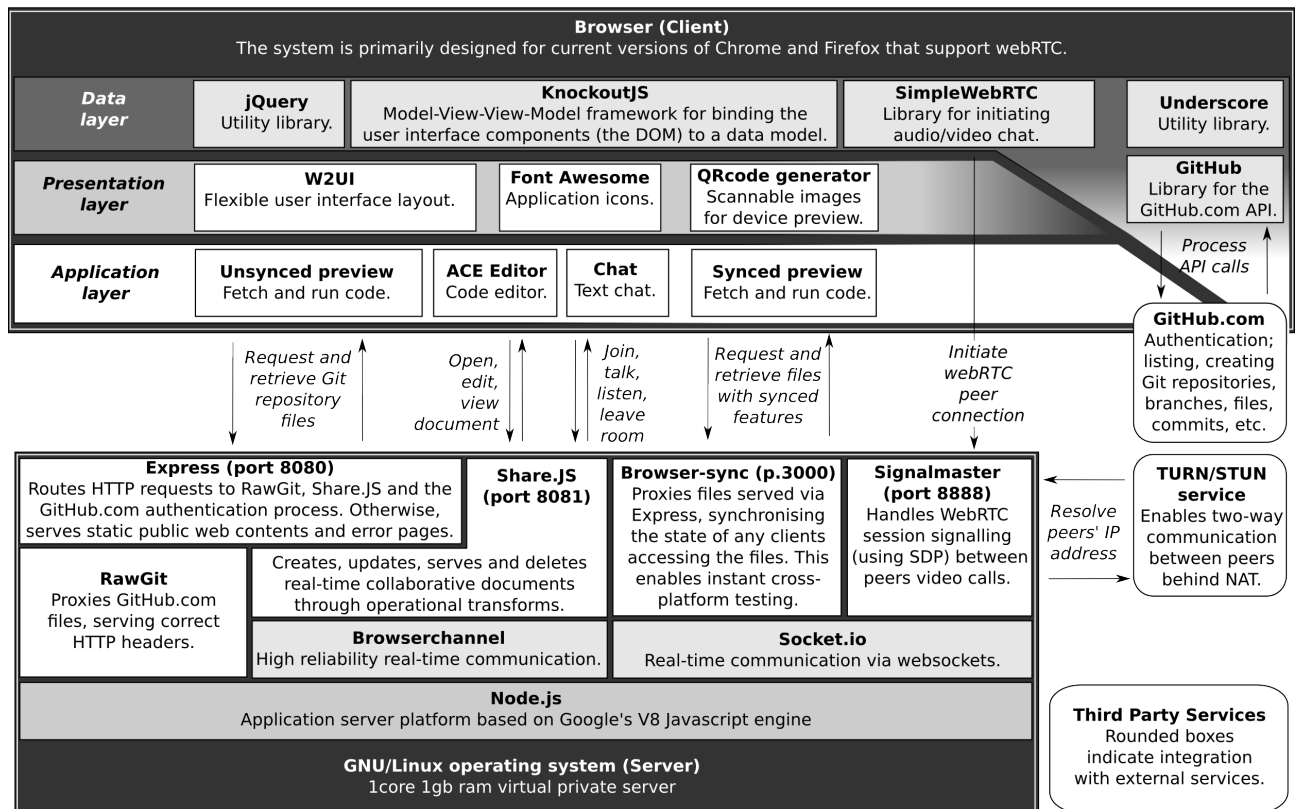 Browser (Client)
The system is primarily designed for current versions of Chrome and Firefox that support webRTC.
Data
layer
jQuery
Utility library.
KnockoutJS
Model-View-View-Model framework for binding the
user interface components (the DOM) to a data model.
SimpleWebRTC
Library for initiating
audio/video chat.
Underscore
Utility library.
Presentation
layer
W2UI
Flexible user interface layout.
Font Awesome
Application icons.
QRcode generator
Scannable images
for device preview.
GitHub
Library for the
GitHub.com API.
Process
API calls
Application
layer
Unsynced preview
Fetch and run code.
ACE Editor
Code editor.
Chat
Text chat.
Synced preview
Fetch and run code.
GitHub.com
Authentication;
listing, creating
Git repositories,
branches, files,
commits, etc.
Request and
retrieve Git
repository
files
Open,
edit,
view
document
Join,
talk,
listen,
leave
room
Request and
retrieve files
with synced
features
Initiate
webRTC
peer
connection
Express (port 8080)
Routes HTTP requests to RawGit, Share.JS and the
GitHub.com authentication process. Otherwise,
serves static public web contents and error pages.
Share.JS
(port 8081)
Creates, updates, serves and deletes
real-time collaborative documents
through operational transforms.
Browser-sync (p.3000)
Proxies files served via
Express, synchronising
the state of any clients
accessing the files. This
enables instant cross-
platform testing.
Signalmaster
(port 8888)
Handles WebRTC
session signalling
(using SDP) between
peers video calls.
Resolve
peers' IP
address
TURN/STUN
service
Enables two-way
communication
between peers
behind NAT.
RawGit
Proxies GitHub.com
files, serving correct
HTTP headers.
Browserchannel
High reliability real-time communication.
Socket.io
Real-time communication via websockets.
Node.js
Application server platform based on Google's V8 Javascript engine
GNU/Linux operating system (Server)
1core 1gb ram virtual private server
Third Party Services
Rounded boxes
indicate integration
with external services.